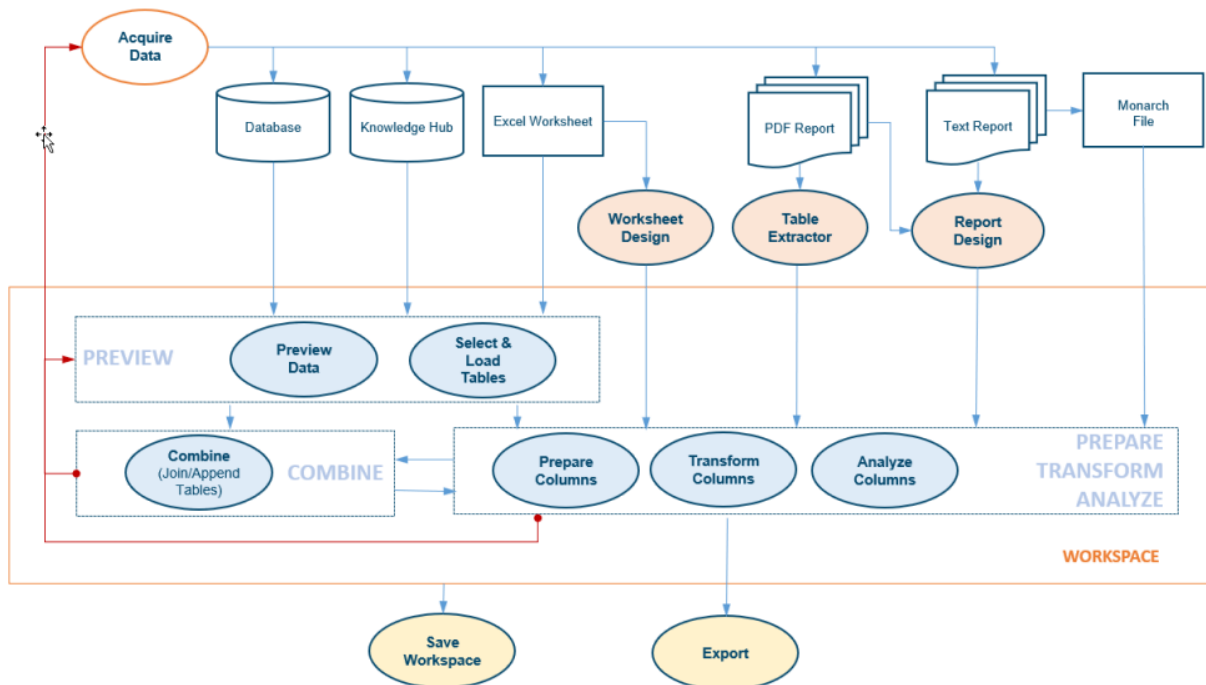 Acquire
Data
Database
Knowledge Hub
Excel Worksheet
PDF Report
Text Report
Monarch
File
Worksheet
Design
Table
Extractor
Report
Design
PREVIEW
Preview
Data
Select &
Load
Tables
Combine
(Join/Append
Tables)
COMBINE
Prepare
Columns
Transform
Columns
Analyze
Columns
PREPARE
TRANSFORM
ANALYZE
WORKSPACE
Save
Workspace
Export